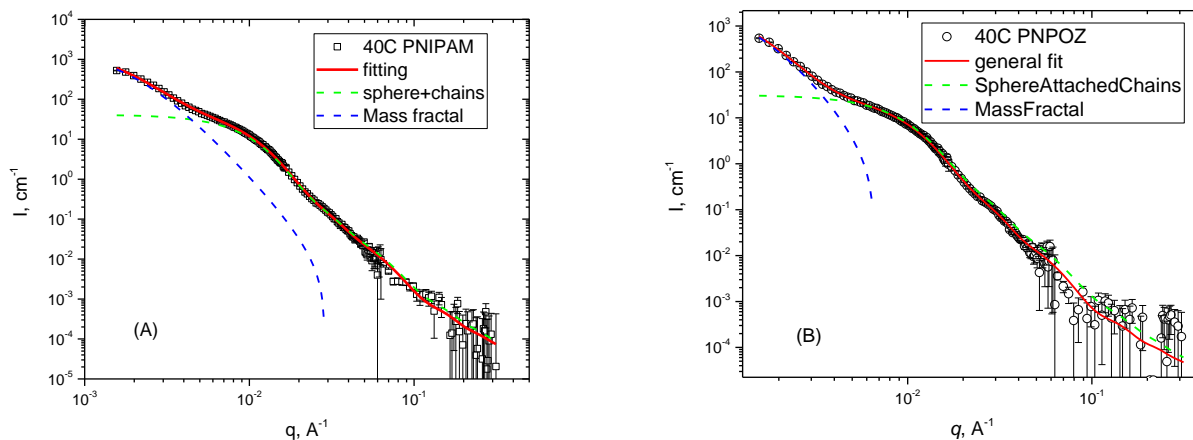 10³
10²
10¹
10⁰
10⁻¹
10⁻²
10⁻³
10⁻⁴
10⁻⁵
I, cm⁻¹
40C PNIPAM
fitting
sphere+chains
Mass fractal
(A)
10⁻³ 10⁻² 10⁻¹
q, A⁻¹
10³
10²
10¹
10⁰
10⁻¹
10⁻²
10⁻³
10⁻⁴
I, cm⁻¹
40C PNPOZ
general fit
SphereAttachedChains
MassFractal
(B)
10⁻² 10⁻¹
q, A⁻¹